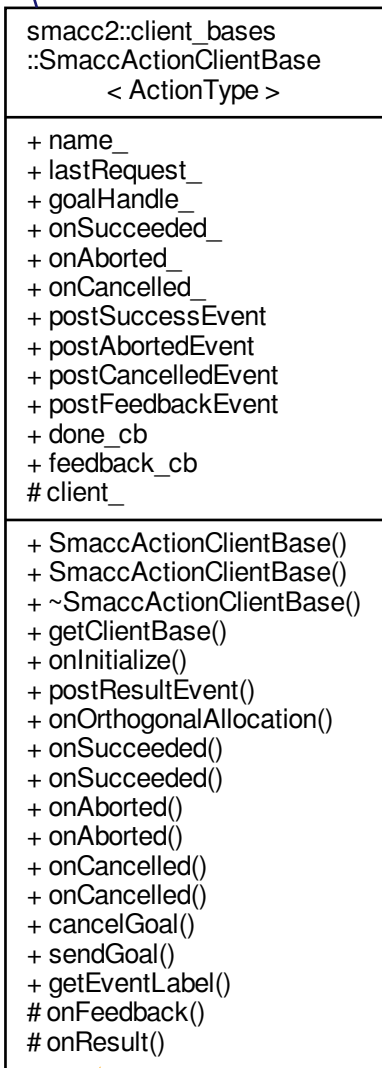 smacc2::client_bases
::SmaccActionClientBase
< ActionType >
+ name_
+ lastRequest_
+ goalHandle_
+ onSucceeded_
+ onAborted_
+ onCancelled_
+ postSuccessEvent
+ postAbortedEvent
+ postCancelledEvent
+ postFeedbackEvent
+ done_cb
+ feedback_cb
# client_
+ SmaccActionClientBase()
+ SmaccActionClientBase()
+ ~SmaccActionClientBase()
+ getClientBase()
+ onInitialize()
+ postResultEvent()
+ onOrthogonalAllocation()
+ onSucceeded()
+ onSucceeded()
+ onAborted()
+ onAborted()
+ onCancelled()
+ onCancelled()
+ cancelGoal()
+ sendGoal()
+ getEventLabel()
# onFeedback()
# onResult()